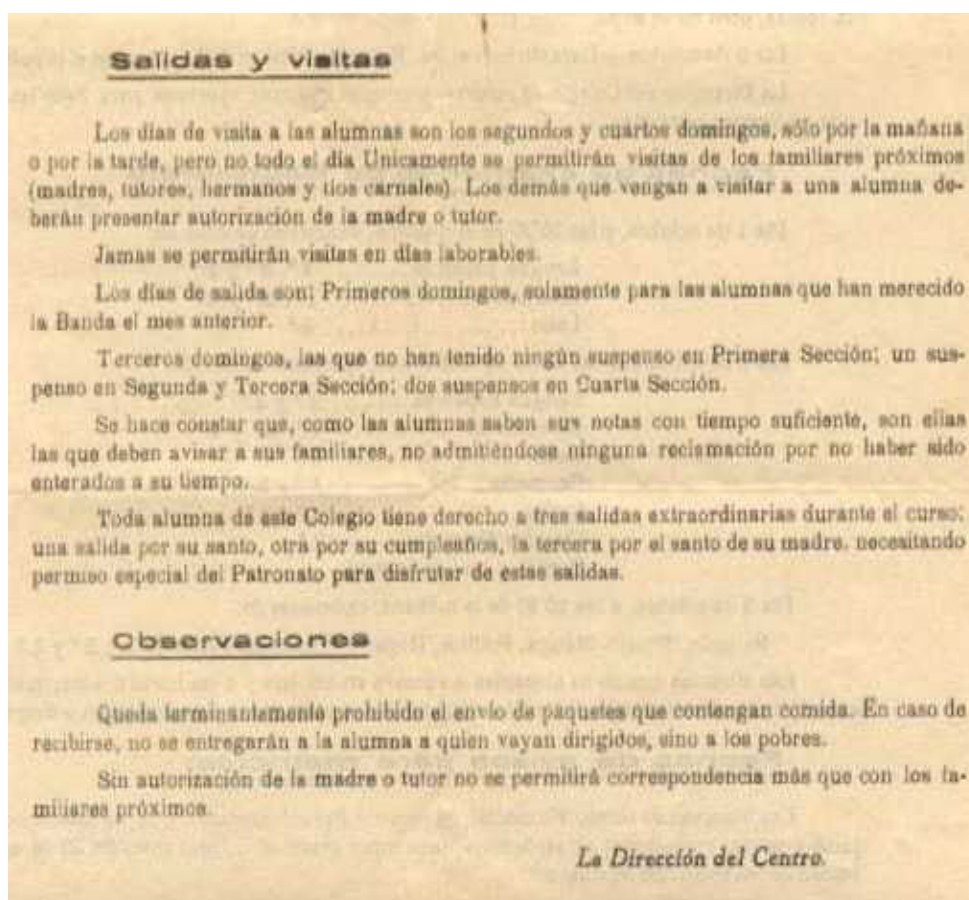 Salidas y visitas
Los dias de visita a las alumnas son los segundos y cuartos domingos, sólo por la mañana
o por la tarde, pero no todo el día Unicamente se permitirán visitas de los familiares próximos
(madres, tutores, hermanos y tios carnales). Los demás que vengan a visitar a una alumna de-
berán presentar autorización de la madre o tutor.
Jamas se permitirán visitas en días laborables.
Los días de salida son; Primeros domingos, solamente para las alumnas que han merecido
la Banda el mes anterior.
Terceros domingos, las que no han tenido ningún suspenso en Primera Sección; un sus-
penso en Segunda y Tercera Sección; dos suspensos en Cuarta Sección.
Se hace constar que, como las alumnas saben sus notas con tiempo suficiente, son ellas
las que deben avisar a sus familiares, no admitiéndose ninguna reclamación por no haber sido
enterados a su tiempo.
Toda alumna de este Colegio tiene derecho a tres salidas extraordinarias durante el curso;
una salida por su santo, otra por su cumpleaños, la tercera por el santo de su madre. necesitando
permiso especial del Patronato para disfrutar de estas salidas.
Observaciones
Queda terminantemente prohibido el envío de paquetes que contengan comida. En caso de
recibirse, no se entregarán a la alumna a quien vayan dirigidos, sino a los pobres.
Sin autorización de la madre o tutor no se permitirá correspondencia más que con los fa-
miliares próximos.
La Dirección del Centro.